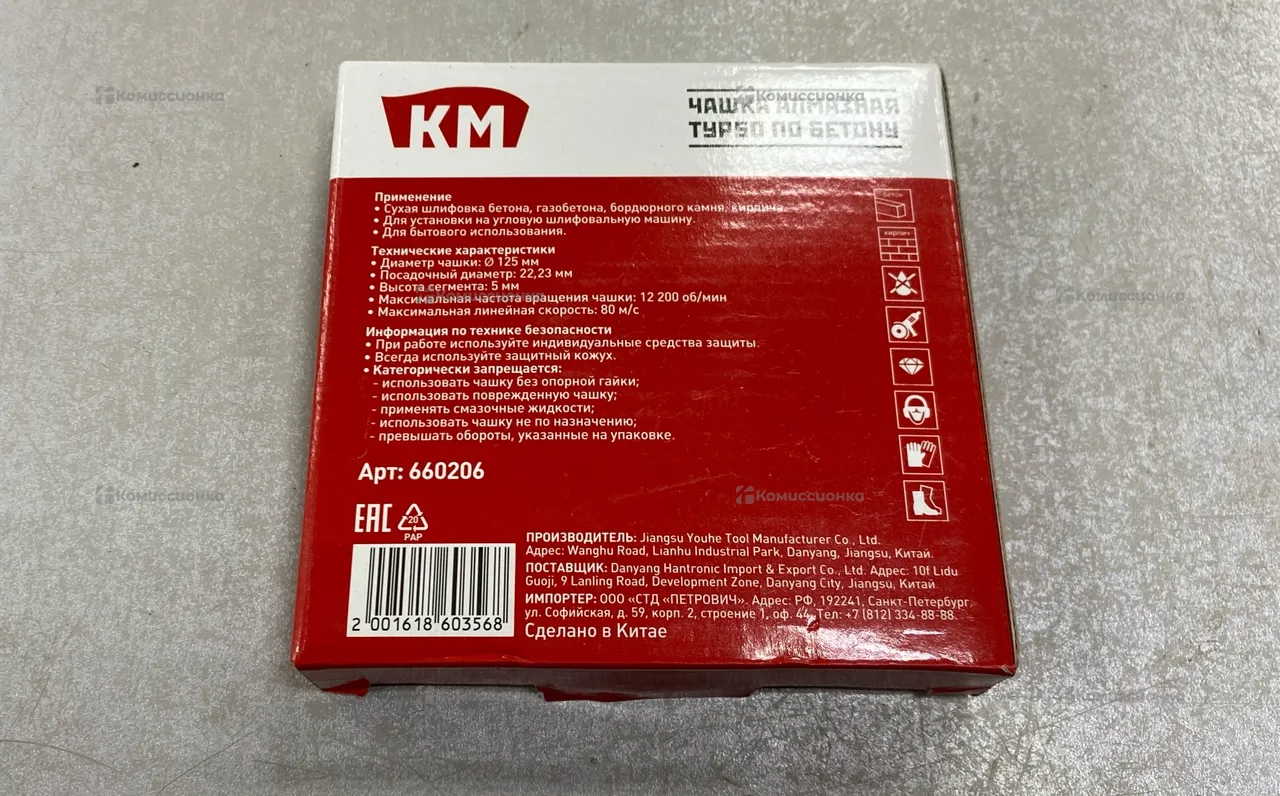 Комиссионка
Комиссионка
КМ
ЧАШКА АЛМАЗНАЯ
ТУРБО ПО БЕТОНУ
Применение
• Сухая шлифовка бетона, газобетона, бордюрного камня, кирпича.
• Для установки на угловую шлифовальную машину.
• Для бытового использования.
бетон
кирпич
Технические характеристики
• Диаметр чашки: Ø 125 мм
• Посадочный диаметр: 22,23 мм
• Высота сегмента: 5 мм
• Максимальная частота вращения чашки: 12 200 об/мин
• Максимальная линейная скорость: 80 м/с
Комиссионка
Комиссионка
Комиссионка
Информация по технике безопасности
• При работе используйте индивидуальные средства защиты.
• Всегда используйте защитный кожух.
• Категорически запрещается:
- использовать чашку без опорной гайки;
- использовать поврежденную чашку;
- применять смазочные жидкости;
- использовать чашку не по назначению;
- превышать обороты, указанные на упаковке.
Арт: 660206
Комиссионка
Комиссионка
EAC
20
PAP
2 001618 603568
ПРОИЗВОДИТЕЛЬ: Jiangsu Youhe Tool Manufacturer Co., Ltd.
Адрес: Wanghu Road, Lianhu Industrial Park, Danyang, Jiangsu, Китай.
ПОСТАВЩИК: Danyang Hantronic Import & Export Co., Ltd. Адрес: 10f Lidu
Guoji, 9 Lanling Road, Development Zone, Danyang City, Jiangsu, Китай.
ИМПОРТЕР: ООО «СТД «ПЕТРОВИЧ». Адрес: РФ, 192241, Санкт-Петербург,
ул. Софийская, д. 59, корп. 2, строение 1, оф. 44, Тел: +7 (812) 334-88-88.
Сделано в Китае